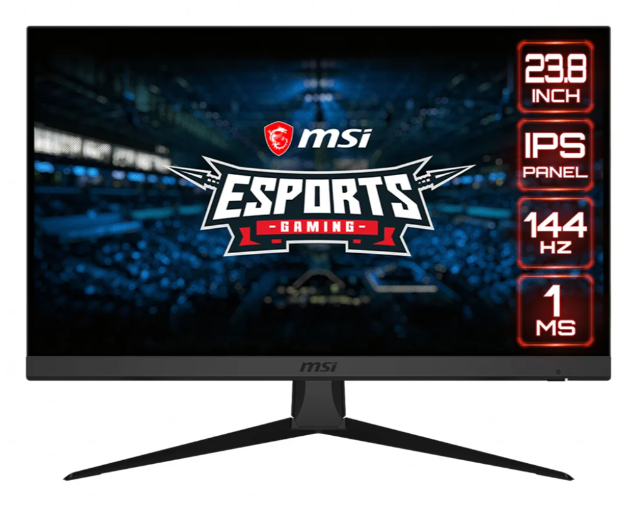 msi
ESPORTS
- GAMING -
23.8
INCH
IPS
PANEL
144
HZ
1
MS
msi